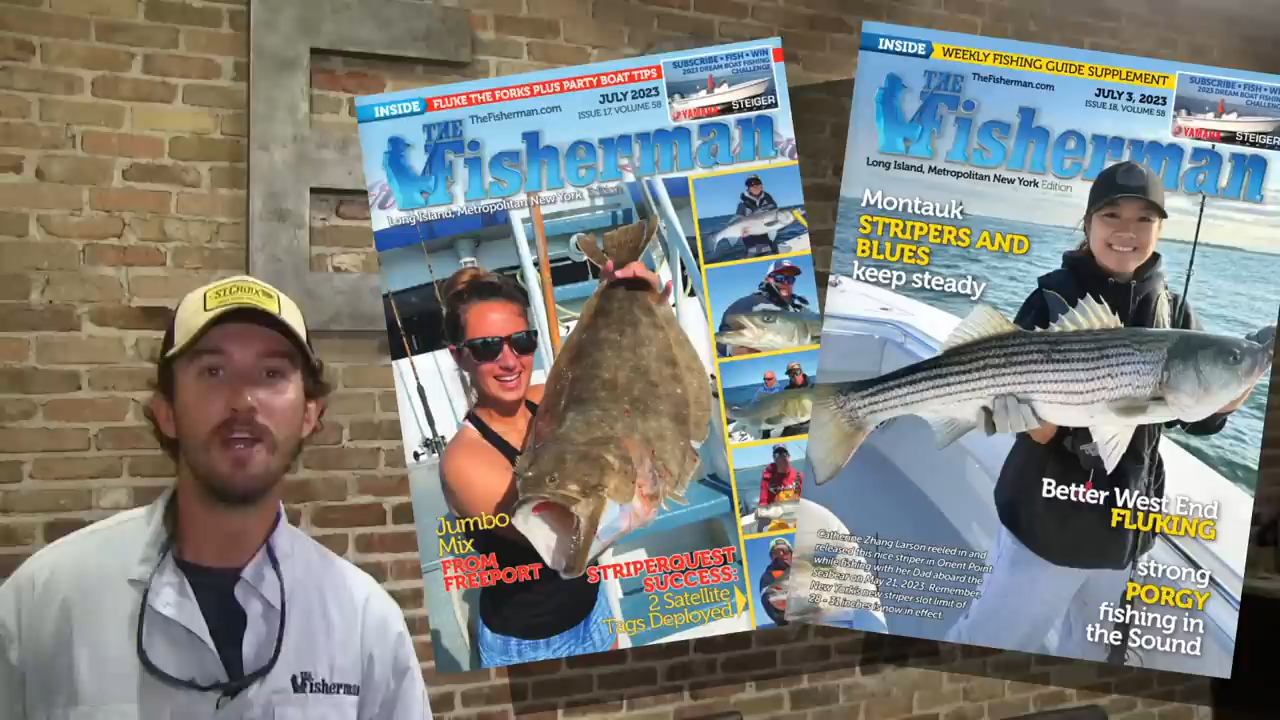 ST.CROIX
The Fisherman
INSIDE FLUKE THE FORKS PLUS PARTY BOAT TIPS
SUBSCRIBE • FISH • WIN
2023 DREAM BOAT FISHING
CHALLENGE
YAMAHA STEIGER
TheFisherman.com
JULY 2023
ISSUE 17, VOLUME 58
THE
Fisherman
Long Island, Metropolitan New York Edition
Jumbo
Mix
FROM
FREEPORT
STRIPERQUEST
SUCCESS:
2 Satellite
Tags Deployed
INSIDE WEEKLY FISHING GUIDE SUPPLEMENT
SUBSCRIBE • FISH • WIN
2023 DREAM BOAT FISHING
CHALLENGE
YAMAHA STEIGER
TheFisherman.com
JULY 3, 2023
ISSUE 18, VOLUME 58
THE
Fisherman
Long Island, Metropolitan New York Edition
Montauk
STRIPERS AND
BLUES
keep steady
Better West End
FLUKING
strong
PORGY
fishing in
the Sound
Catherine Zhang Larson reeled in and
released this nice striper in Orient Point
while fishing with her Dad aboard the
SeaBear on May 21, 2023. Remember,
New York's new striper slot limit of
28 - 31 inches is now in effect.